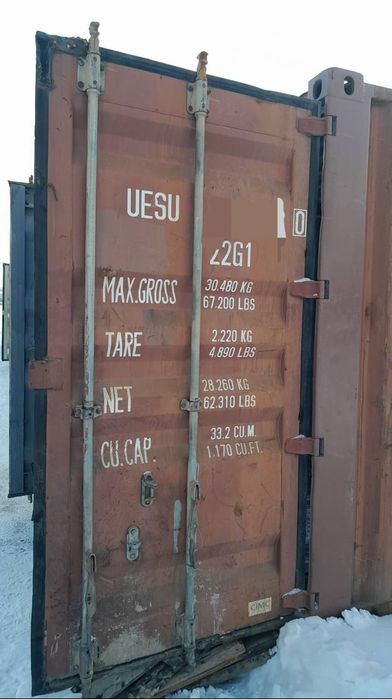 UESU 0
22G1
MAX.GROSS 30.480 KG
67.200 LBS
TARE 2.220 KG
4.890 LBS
NET 28.260 KG
62.310 LBS
CU.CAP. 33.2 CU.M.
1.170 CU.FT.
CIMC